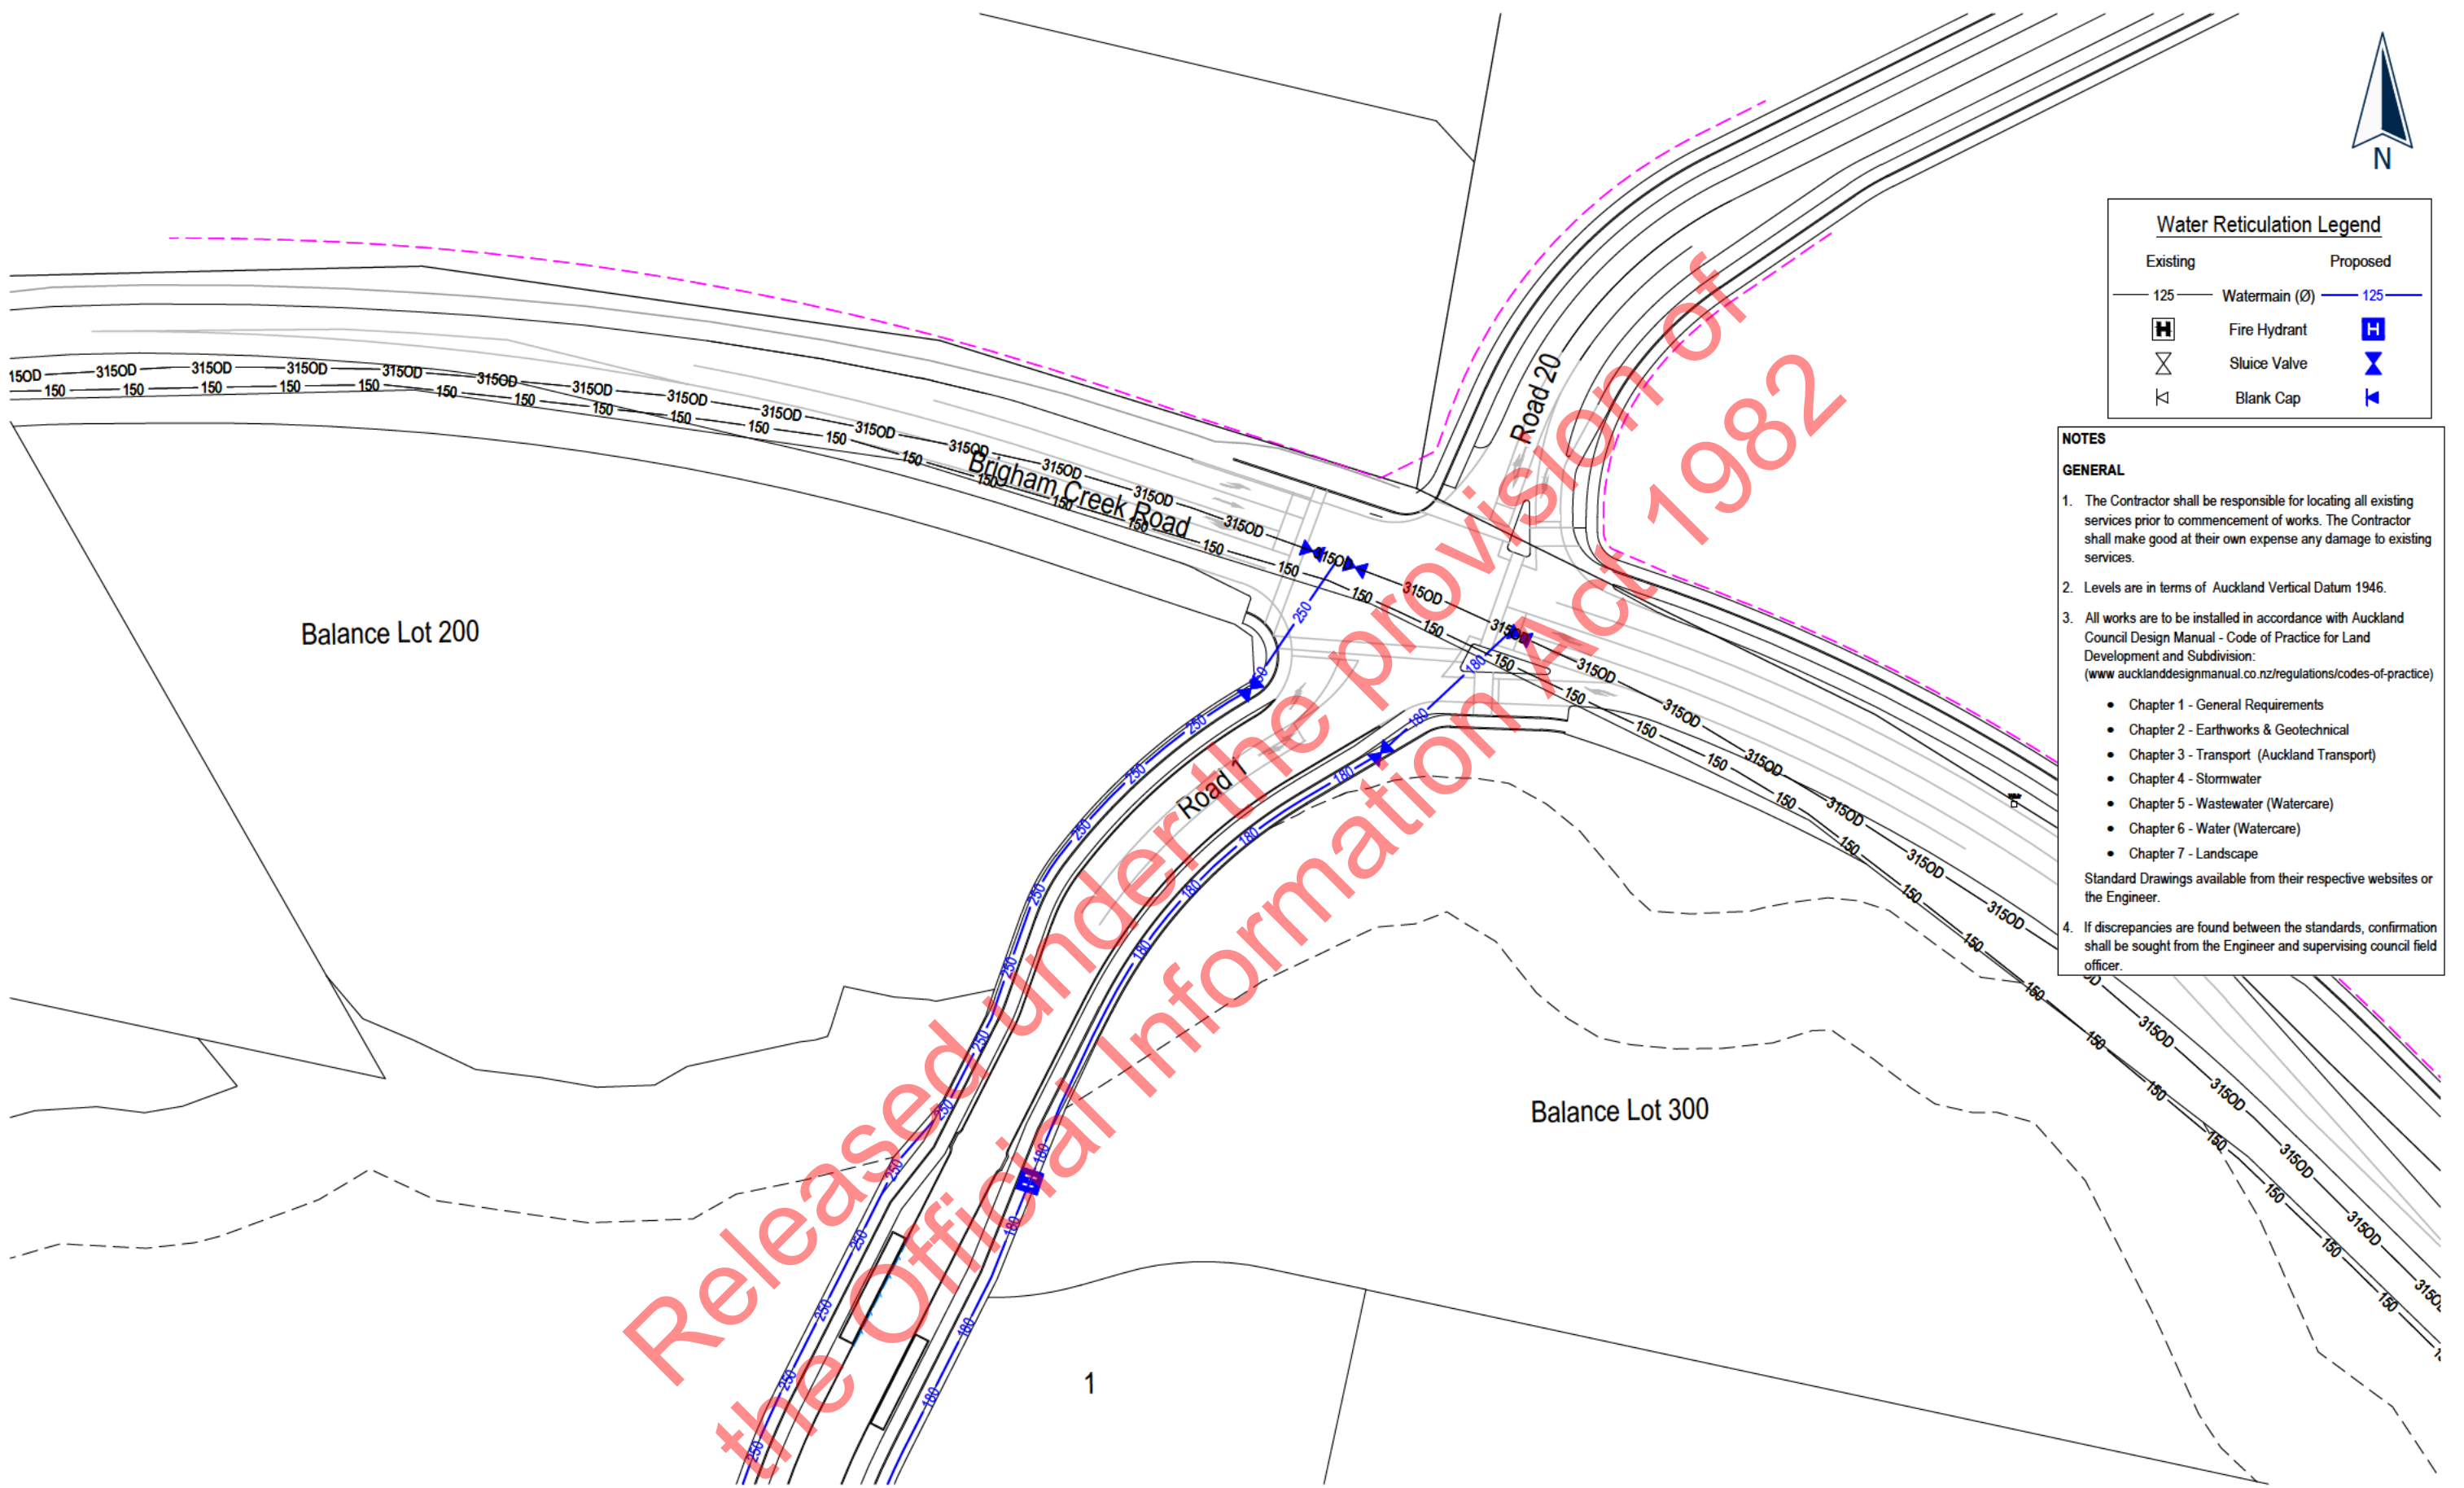 N
Water Reticulation Legend
Existing Proposed
125 Watermain (Ø) 125
H Fire Hydrant H
Sluice Valve
Blank Cap
NOTES
GENERAL
1. The Contractor shall be responsible for locating all existing
services prior to commencement of works. The Contractor
shall make good at their own expense any damage to existing
services.
2. Levels are in terms of Auckland Vertical Datum 1946.
3. All works are to be installed in accordance with Auckland
Council Design Manual - Code of Practice for Land
Development and Subdivision:
(www aucklanddesignmanual.co.nz/regulations/codes-of-practice)
• Chapter 1 - General Requirements
• Chapter 2 - Earthworks & Geotechnical
• Chapter 3 - Transport (Auckland Transport)
• Chapter 4 - Stormwater
• Chapter 5 - Wastewater (Watercare)
• Chapter 6 - Water (Watercare)
• Chapter 7 - Landscape
Standard Drawings available from their respective websites or
the Engineer.
4. If discrepancies are found between the standards, confirmation
shall be sought from the Engineer and supervising council field
officer.
Road 20
Brigham Creek Road
Road 1
Balance Lot 200
Balance Lot 300
1
315OD
150
250
180
Released under the provision of
the Official Information Act 1982